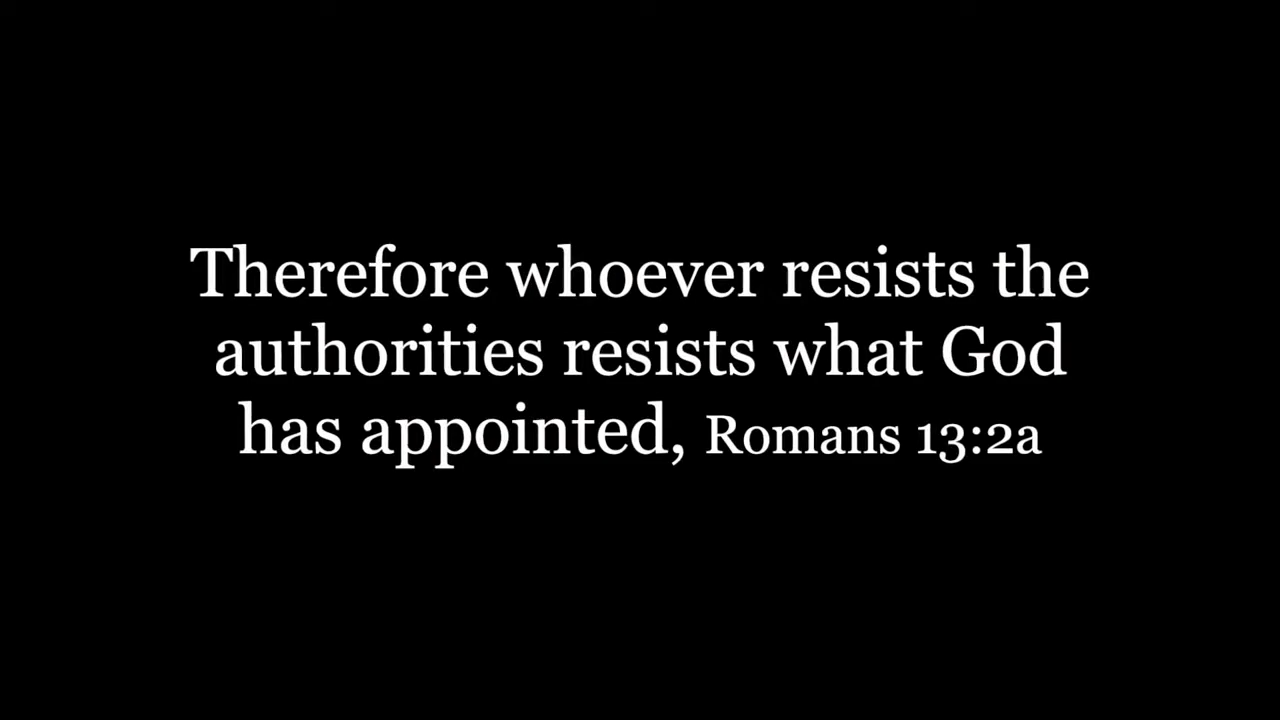 Therefore whoever resists the
authorities resists what God
has appointed, Romans 13:2a